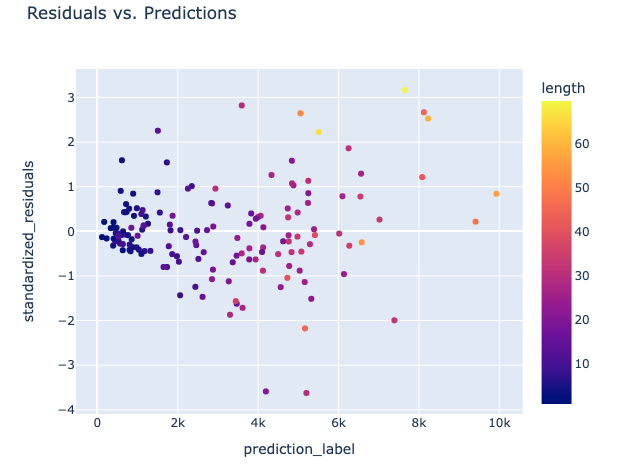 Residuals vs. Predictions
length
3
2
1
0
−1
−2
−3
−4
standardized_residuals
0
2k
4k
6k
8k
10k
prediction_label
60
50
40
30
20
10